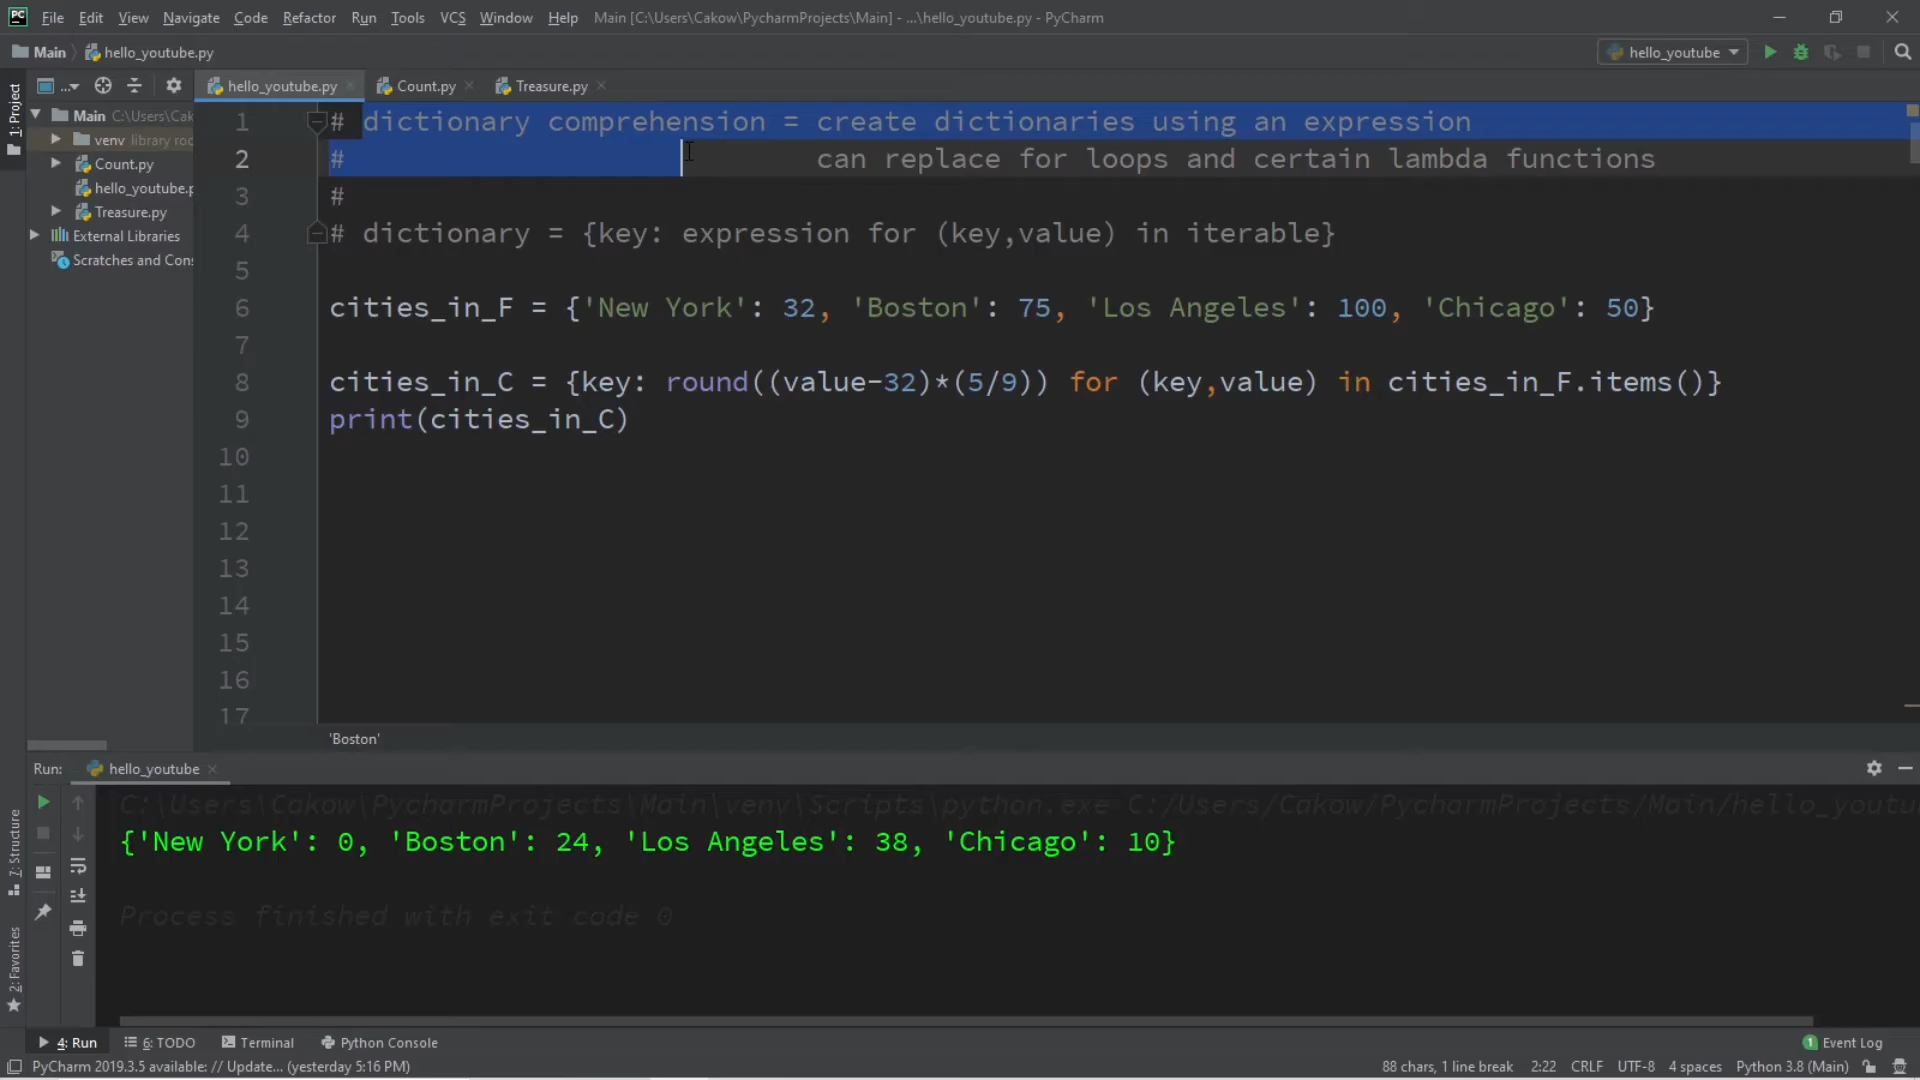 PC File Edit View Navigate Code Refactor Run Tools VCS Window Help Main [C:\Users\Cakow\PycharmProjects\Main] - ...\hello_youtube.py - PyCharm
Main hello_youtube.py hello_youtube
... hello_youtube.py Count.py Treasure.py
1: Project
Main C:\Users\Cak
venv library roo
Count.py
hello_youtube.p
Treasure.py
External Libraries
Scratches and Con
1 # dictionary comprehension = create dictionaries using an expression
2 # can replace for loops and certain lambda functions
3 #
4 # dictionary = {key: expression for (key,value) in iterable}
5
6 cities_in_F = {'New York': 32, 'Boston': 75, 'Los Angeles': 100, 'Chicago': 50}
7
8 cities_in_C = {key: round((value-32)*(5/9)) for (key,value) in cities_in_F.items()}
9 print(cities_in_C)
10
11
12
13
14
15
16
17
'Boston'
Run: hello_youtube
C:\Users\Cakow\PycharmProjects\Main\venv\Scripts\python.exe C:/Users/Cakow/PycharmProjects/Main/hello_youtu
{'New York': 0, 'Boston': 24, 'Los Angeles': 38, 'Chicago': 10}
Process finished with exit code 0
7: Structure
2: Favorites
4: Run 6: TODO Terminal Python Console 1 Event Log
PyCharm 2019.3.5 available: // Update... (yesterday 5:16 PM) 88 chars, 1 line break 2:22 CRLF UTF-8 4 spaces Python 3.8 (Main)